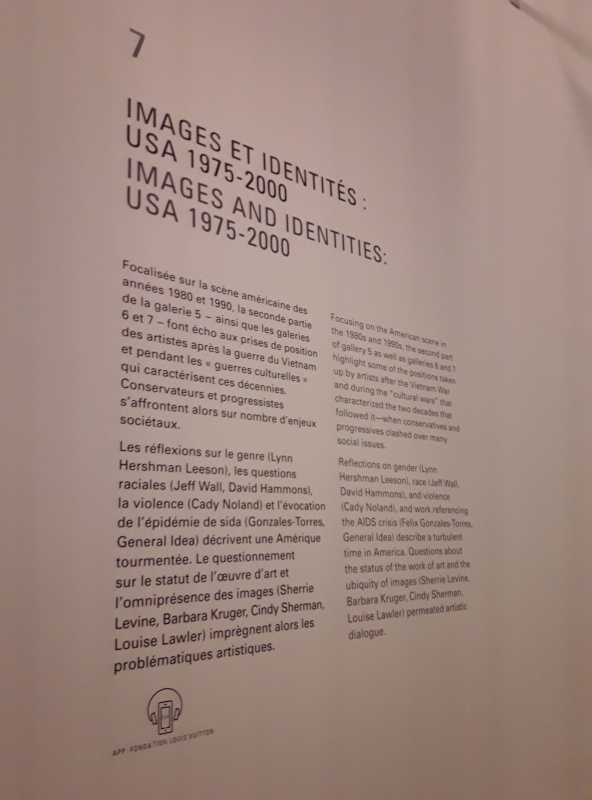 7
IMAGES ET IDENTITÉS :
USA 1975-2000
IMAGES AND IDENTITIES:
USA 1975-2000
Focalisée sur la scène américaine des
années 1980 et 1990, la seconde partie
de la galerie 5 – ainsi que les galeries
6 et 7 – font écho aux prises de position
des artistes après la guerre du Vietnam
et pendant les « guerres culturelles »
qui caractérisent ces décennies.
Conservateurs et progressistes
s'affrontent alors sur nombre d'enjeux
sociétaux.
Les réflexions sur le genre (Lynn
Hershman Leeson), les questions
raciales (Jeff Wall, David Hammons),
la violence (Cady Noland) et l'évocation
de l'épidémie de sida (Gonzales-Torres,
General Idea) décrivent une Amérique
tourmentée. Le questionnement
sur le statut de l'œuvre d'art et
l'omniprésence des images (Sherrie
Levine, Barbara Kruger, Cindy Sherman,
Louise Lawler) imprègnent alors les
problématiques artistiques.
Focusing on the American scene in
the 1980s and 1990s, the second part
of gallery 5 as well as galleries 6 and 7
highlight some of the positions taken
up by artists after the Vietnam War
and during the "cultural wars" that
characterized the two decades that
followed it—when conservatives and
progressives clashed over many
social issues.
Reflections on gender (Lynn
Hershman Leeson), race (Jeff Wall,
David Hammons), and violence
(Cady Noland), and work referencing
the AIDS crisis (Felix Gonzales-Torres,
General Idea) describe a turbulent
time in America. Questions about
the status of the work of art and the
ubiquity of images (Sherrie Levine,
Barbara Kruger, Cindy Sherman,
Louise Lawler) permeated artistic
dialogue.
APP FONDATION LOUIS VUITTON